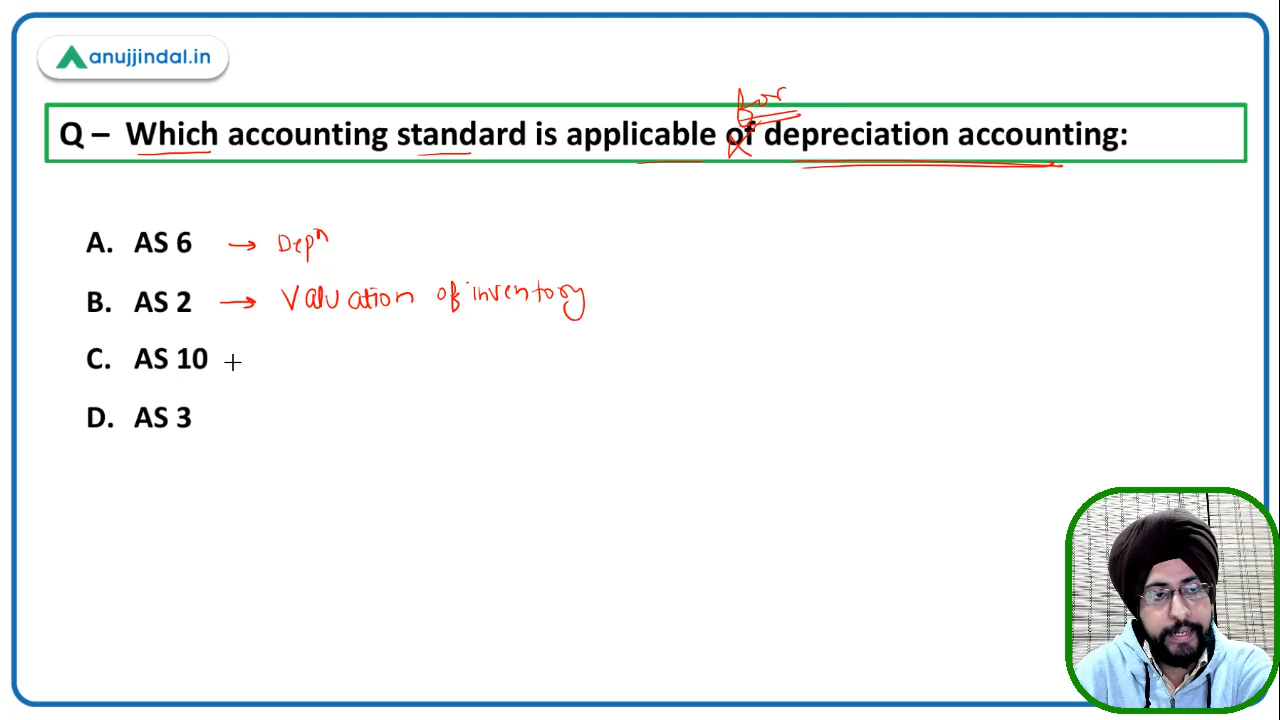 anujjindal.in
for
Q – Which accounting standard is applicable of depreciation accounting:
A. AS 6 → Depⁿ
B. AS 2 → Valuation of inventory
C. AS 10
D. AS 3